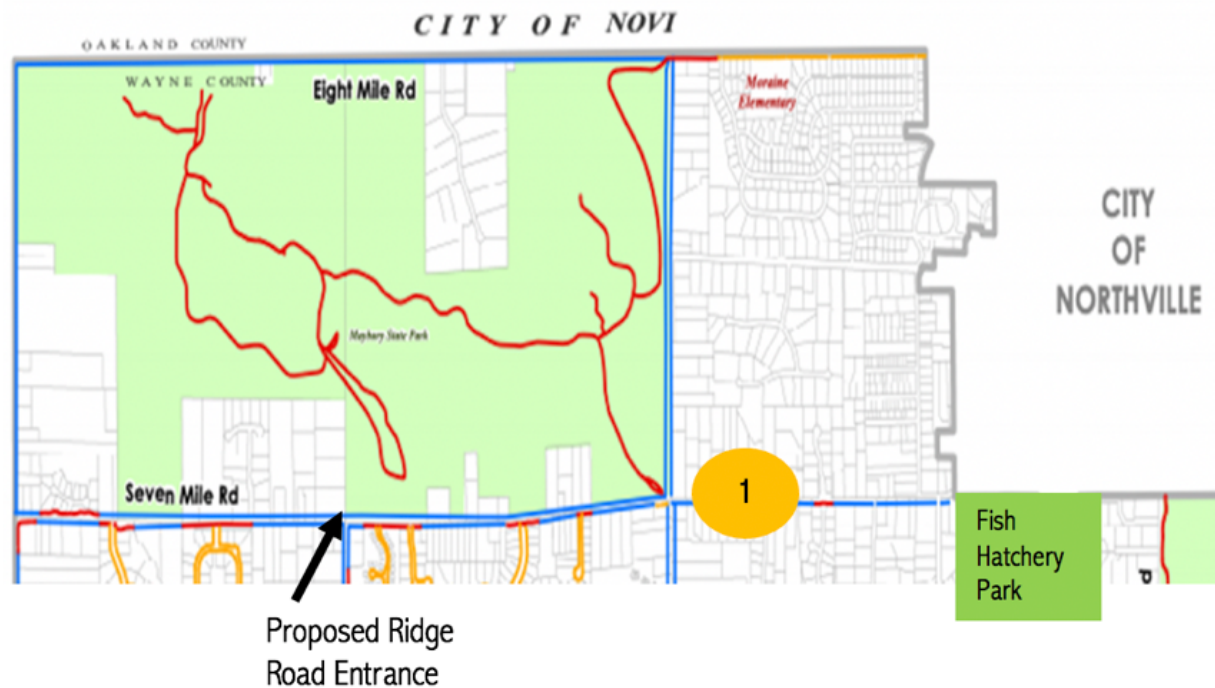 CITY OF NOVI
OAKLAND COUNTY
WAYNE COUNTY
Eight Mile Rd
Moraine
Elementary
CITY
OF
NORTHVILLE
Maybury State Park
Seven Mile Rd
1
Fish
Hatchery
Park
P
Proposed Ridge
Road Entrance